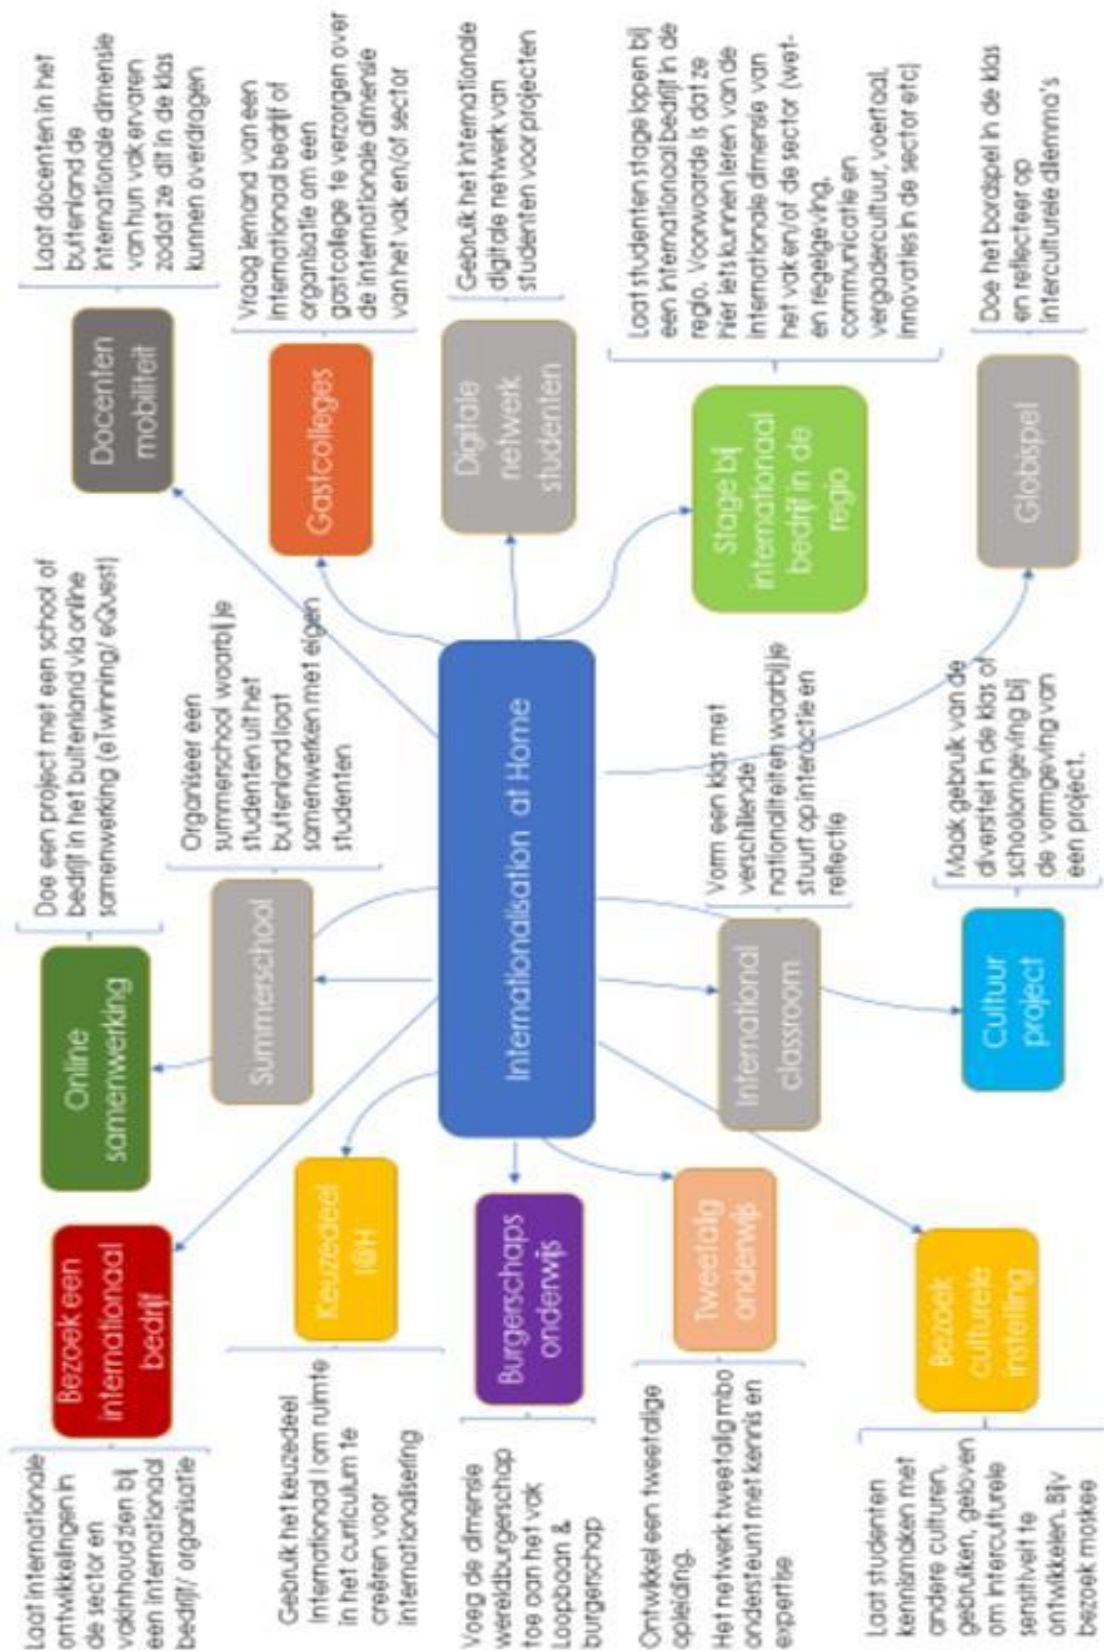 Laat internationale
ontwikkelingen in
de sector en
vakinhoud zien bij
een internationaal
bedrijf/ organisatie
Bezoek een
internationaal
bedrijf
Online
samenwerking
Doe een project met een school of
bedrijf in het buitenland via online
samenwerking (eTwinning/ eQuest)
Docenten
mobiliteit
Laat docenten in het
buitenland de
internationale dimensie
van hun vak ervaren
zodat ze dit in de klas
kunnen overdragen
Summerschool
Organiseer een
summerschool waarbij je
studenten uit het
buitenland laat
samenwerken met eigen
studenten
Gastcolleges
Vraag iemand van een
internationaal bedrijf of
organisatie om een
gastcollege te verzorgen over
de internationale dimensie
van het vak en/of sector
Gebruik het keuzedeel
Internationaal I om ruimte
in het curriculum te
creëren voor
internationalisering
Keuzedeel
I@H
Internationalisation at Home
Digitale
netwerk
studenten
Gebruik het internationale
digitale netwerk van
studenten voor projecten
Voeg de dimensie
wereldburgerschap
toe aan het vak
Loopbaan &
burgerschap
Burgerschaps
onderwijs
Ontwikkel een tweetalige
opleiding.
Het netwerk tweetalig mbo
ondersteunt met kennis en
expertise
Tweetalig
onderwijs
International
classroom
Vorm een klas met
verschillende
nationaliteiten waarbij je
stuurt op interactie en
reflectie
Stage bij
internationaal
bedrijf in de
regio
Laat studenten stage lopen bij
een internationaal bedrijf in de
regio. Voorwaarde is dat ze
hier iets kunnen leren van de
internationale dimensie van
het vak en/of de sector (wet-
en regelgeving,
communicatie en
vergadercultuur, voertaal,
innovaties in de sector etc)
Laat studenten
kennismaken met
andere culturen,
gebruiken, geloven
om interculturele
sensitiveit te
ontwikkelen. Bijv
bezoek moskee
Bezoek
culturele
instelling
Cultuur
project
Maak gebruik van de
diversiteit in de klas of
schoolomgeving bij
de vormgeving van
een project.
Globispel
Doe het bordspel in de klas
en reflecteer op
interculturele dilemma's